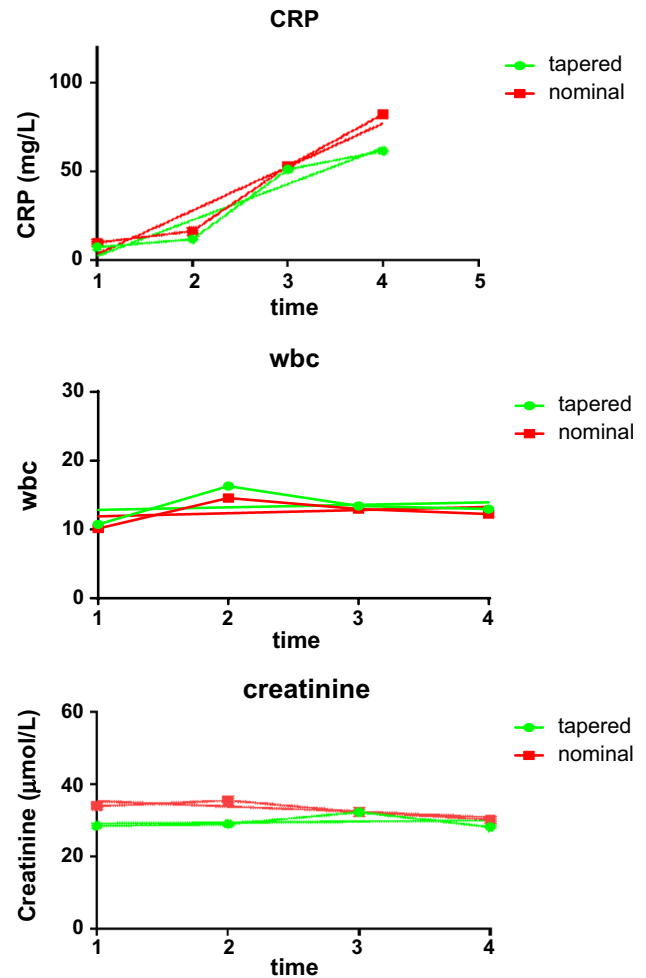 CRP
tapered
nominal
CRP (mg/L)
100
50
0
1 2 3 4 5
time
wbc
tapered
nominal
wbc
30
20
10
0
1 2 3 4
time
creatinine
tapered
nominal
Creatinine (μmol/L)
60
40
20
0
1 2 3 4
time